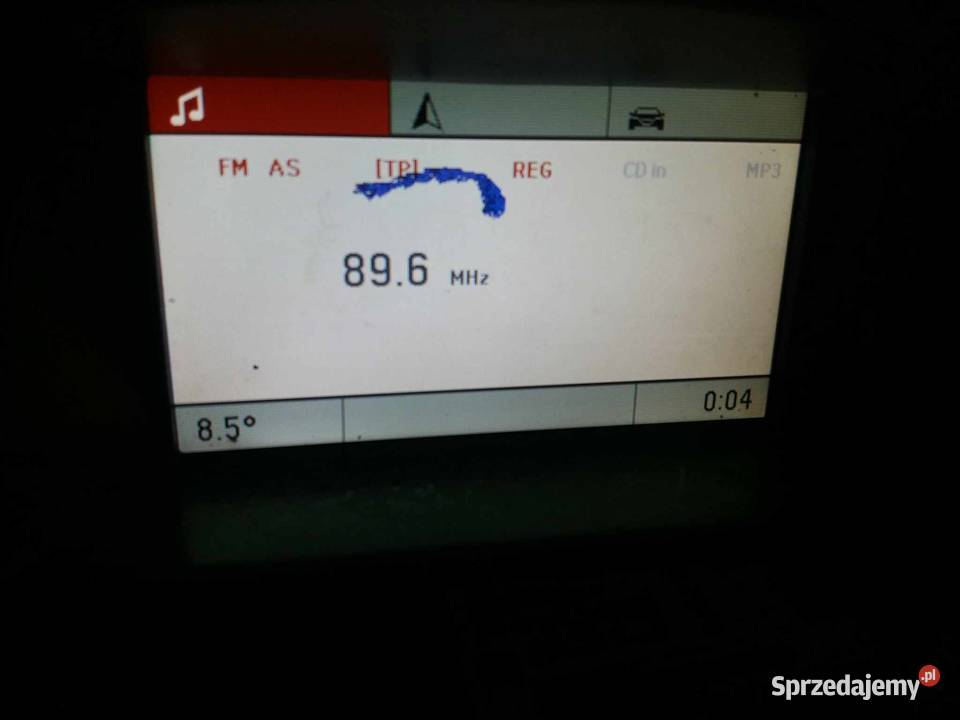 FM AS [TP] REG CD in MP3
89.6 MHz
8.5° 0:04
Sprzedajemy.pl